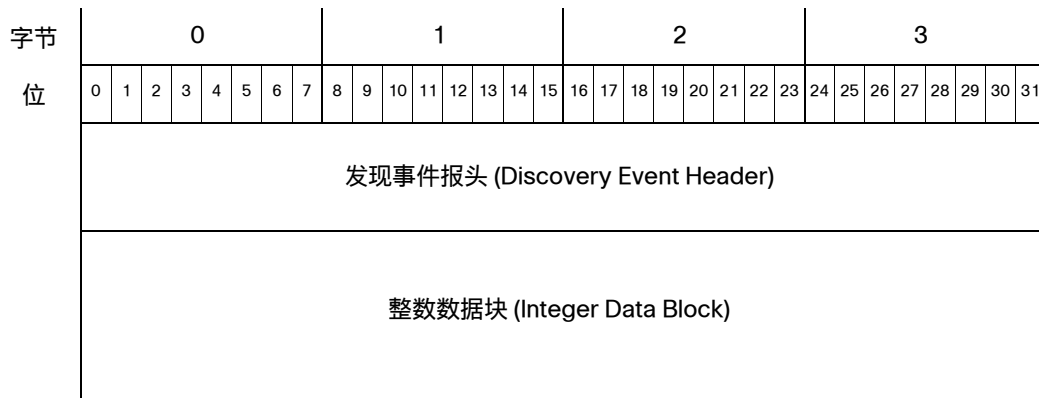 字节 0 1 2 3
位 0 1 2 3 4 5 6 7 8 9 10 11 12 13 14 15 16 17 18 19 20 21 22 23 24 25 26 27 28 29 30 31
发现事件报头 (Discovery Event Header)
整数数据块 (Integer Data Block)